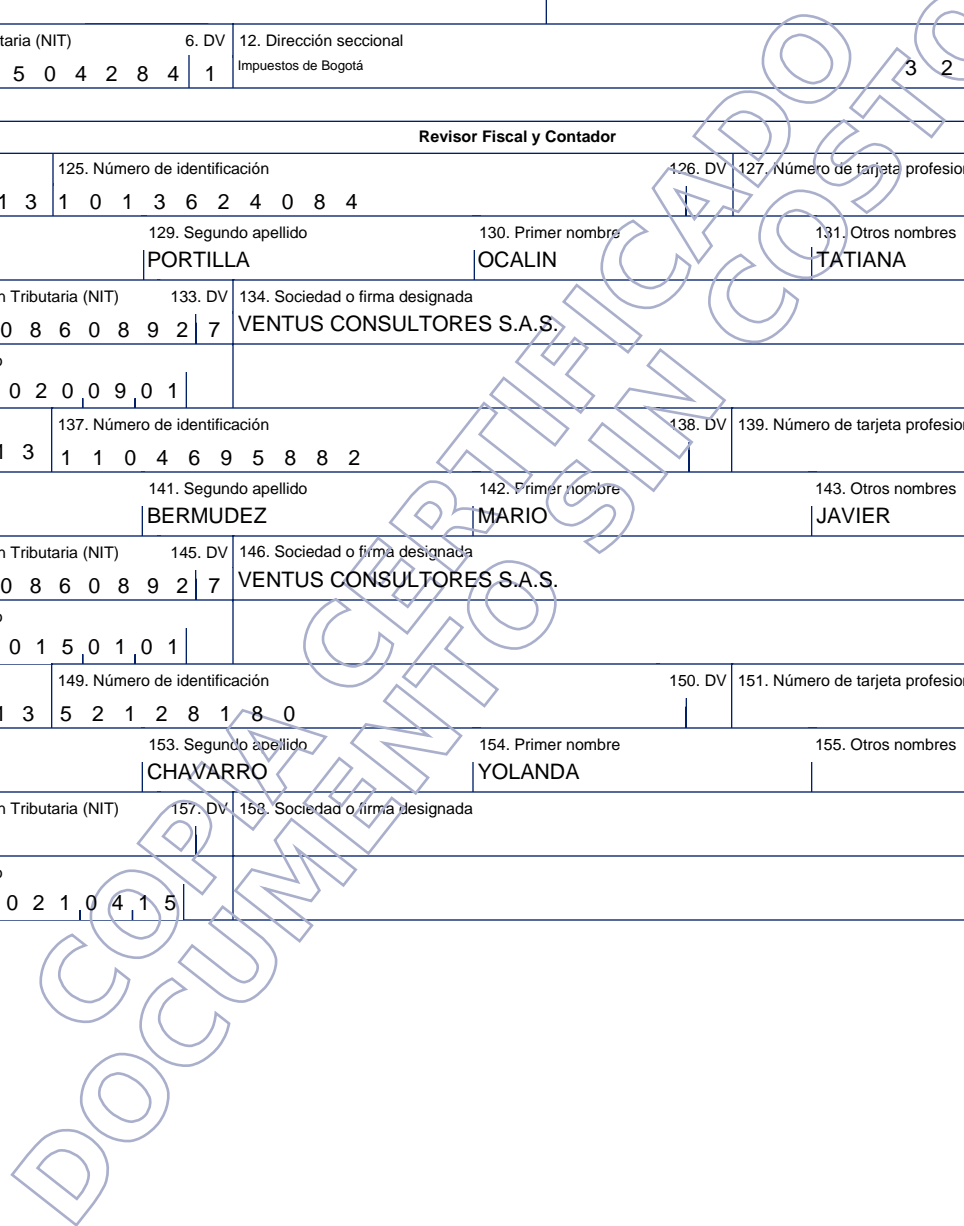 taria (NIT) 6. DV 12. Dirección seccional
5 0 4 2 8 4 1 Impuestos de Bogotá 3 2
Revisor Fiscal y Contador
125. Número de identificación 126. DV 127. Número de tarjeta profesion
1 3 1 0 1 3 6 2 4 0 8 4
129. Segundo apellido 130. Primer nombre 131. Otros nombres
PORTILLA OCALIN TATIANA
n Tributaria (NIT) 133. DV 134. Sociedad o firma designada
0 8 6 0 8 9 2 7 VENTUS CONSULTORES S.A.S.
o
0 2 0 0 9 0 1
137. Número de identificación 138. DV 139. Número de tarjeta profesion
1 3 1 1 0 4 6 9 5 8 8 2
141. Segundo apellido 142. Primer nombre 143. Otros nombres
BERMUDEZ MARIO JAVIER
n Tributaria (NIT) 145. DV 146. Sociedad o firma designada
0 8 6 0 8 9 2 7 VENTUS CONSULTORES S.A.S.
o
0 1 5 0 1 0 1
149. Número de identificación 150. DV 151. Número de tarjeta profesion
1 3 5 2 1 2 8 1 8 0
153. Segundo apellido 154. Primer nombre 155. Otros nombres
CHAVARRO YOLANDA
n Tributaria (NIT) 157. DV 158. Sociedad o firma designada
o
0 2 1 0 4 1 5
COPIA CERTIFICADO
DOCUMENTO SIN COSTO